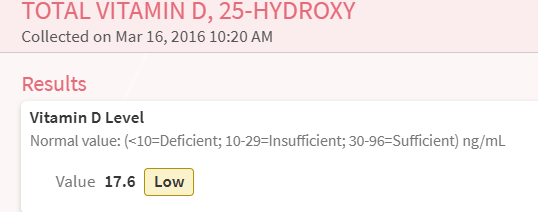 TOTAL VITAMIN D, 25-HYDROXY
Collected on Mar 16, 2016 10:20 AM
Results
Vitamin D Level
Normal value: (<10=Deficient; 10-29=Insufficient; 30-96=Sufficient) ng/mL
Value 17.6 Low